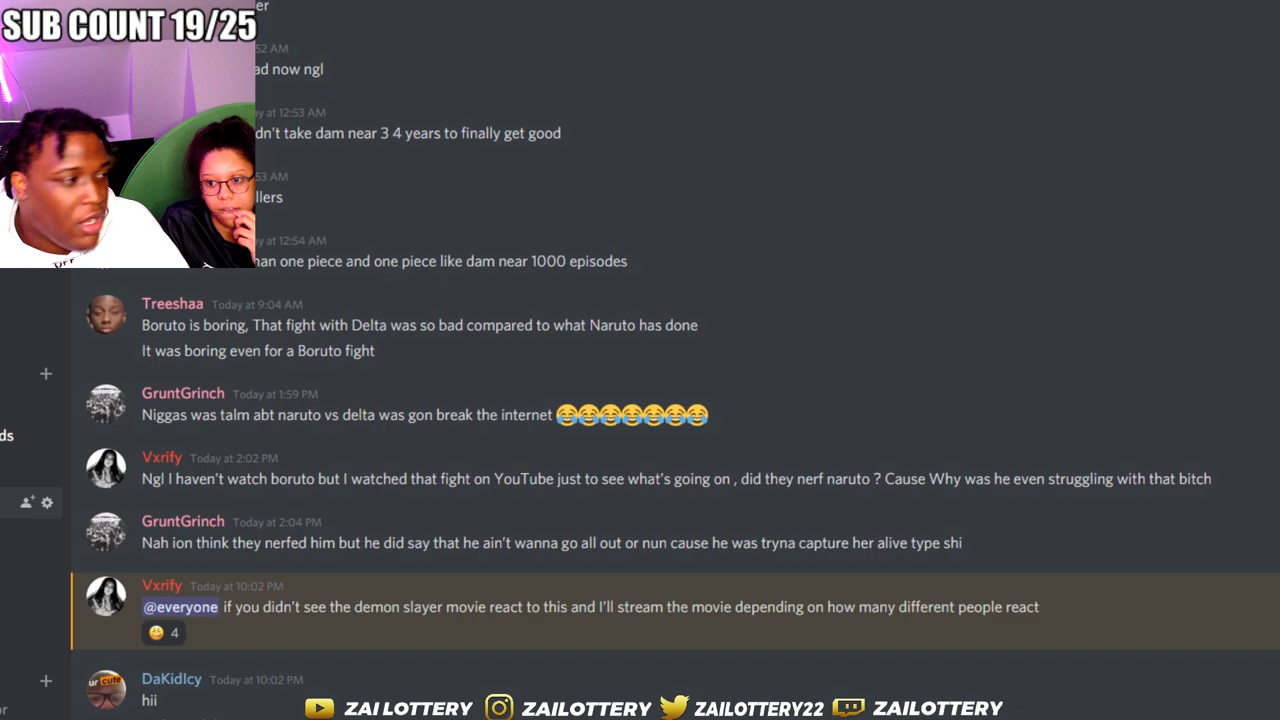 SUB COUNT 19/25
er
52 AM
ad now ngl
ay at 12:53 AM
dn't take dam near 3 4 years to finally get good
53 AM
llers
y at 12:54 AM
han one piece and one piece like dam near 1000 episodes
Treeshaa Today at 9:04 AM
Boruto is boring, That fight with Delta was so bad compared to what Naruto has done
It was boring even for a Boruto fight
GruntGrinch Today at 1:59 PM
Niggas was talm abt naruto vs delta was gon break the internet 😂😂😂😂😂😂😂
ds
Vxrify Today at 2:02 PM
Ngl I haven't watch boruto but I watched that fight on YouTube just to see what's going on , did they nerf naruto ? Cause Why was he even struggling with that bitch
GruntGrinch Today at 2:04 PM
Nah ion think they nerfed him but he did say that he ain't wanna go all out or nun cause he was tryna capture her alive type shi
Vxrify Today at 10:02 PM
@everyone if you didn't see the demon slayer movie react to this and I'll stream the movie depending on how many different people react
4
DaKidIcy Today at 10:02 PM
ur cute
hii
or
ZAI LOTTERY ZAILOTTERY ZAILOTTERY22 ZAILOTTERY